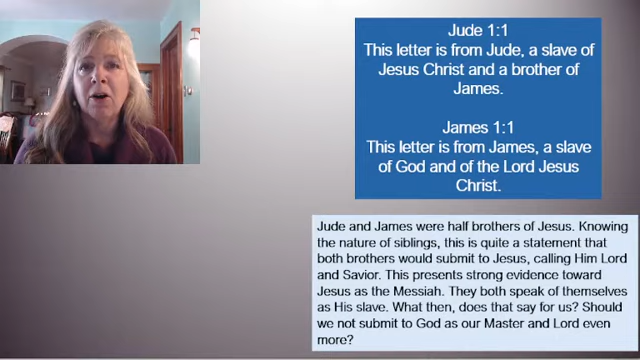 Jude 1:1
This letter is from Jude, a slave of
Jesus Christ and a brother of
James.
James 1:1
This letter is from James, a slave
of God and of the Lord Jesus
Christ.
Jude and James were half brothers of Jesus. Knowing
the nature of siblings, this is quite a statement that
both brothers would submit to Jesus, calling Him Lord
and Savior. This presents strong evidence toward
Jesus as the Messiah. They both speak of themselves
as His slave. What then, does that say for us? Should
we not submit to God as our Master and Lord even
more?